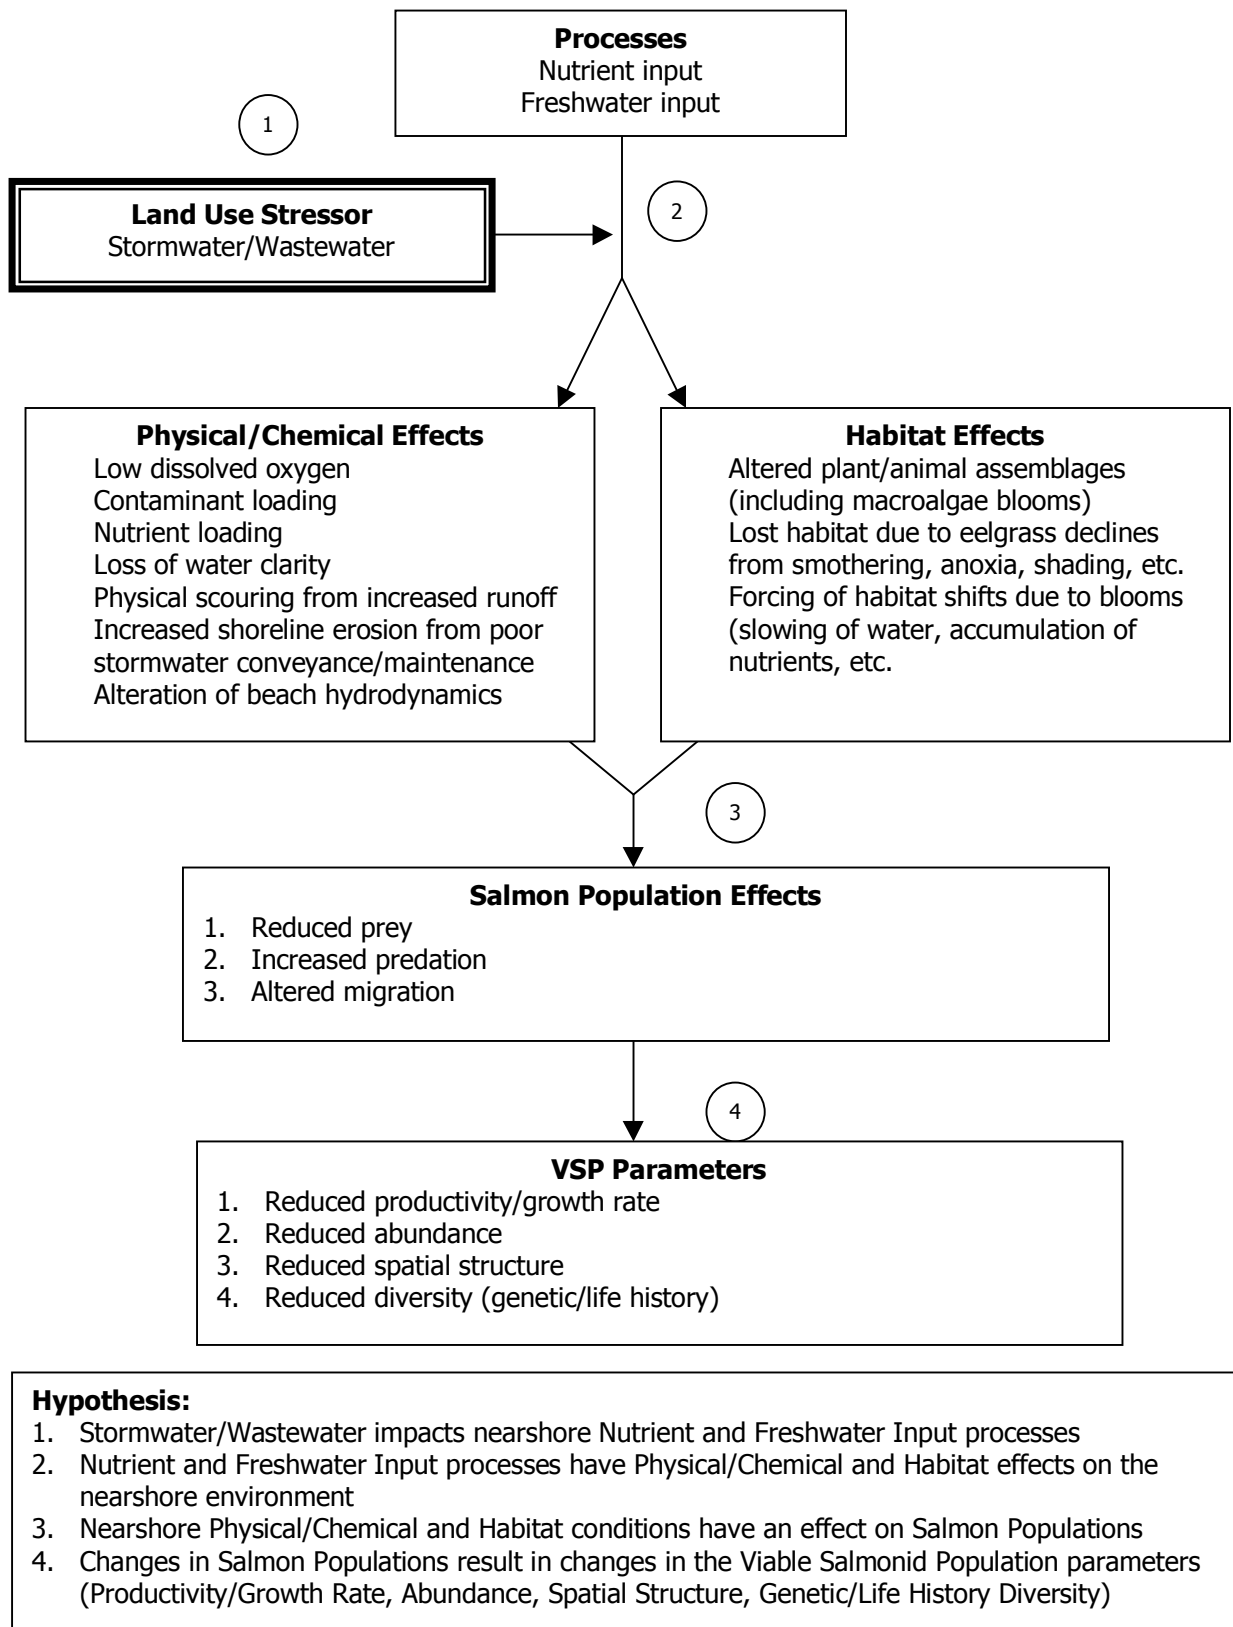 Processes
Nutrient input
Freshwater input
1
Land Use Stressor
Stormwater/Wastewater
2
Physical/Chemical Effects
Low dissolved oxygen
Contaminant loading
Nutrient loading
Loss of water clarity
Physical scouring from increased runoff
Increased shoreline erosion from poor
stormwater conveyance/maintenance
Alteration of beach hydrodynamics
Habitat Effects
Altered plant/animal assemblages
(including macroalgae blooms)
Lost habitat due to eelgrass declines
from smothering, anoxia, shading, etc.
Forcing of habitat shifts due to blooms
(slowing of water, accumulation of
nutrients, etc.
3
Salmon Population Effects
1. Reduced prey
2. Increased predation
3. Altered migration
4
VSP Parameters
1. Reduced productivity/growth rate
2. Reduced abundance
3. Reduced spatial structure
4. Reduced diversity (genetic/life history)
Hypothesis:
1. Stormwater/Wastewater impacts nearshore Nutrient and Freshwater Input processes
2. Nutrient and Freshwater Input processes have Physical/Chemical and Habitat effects on the
nearshore environment
3. Nearshore Physical/Chemical and Habitat conditions have an effect on Salmon Populations
4. Changes in Salmon Populations result in changes in the Viable Salmonid Population parameters
(Productivity/Growth Rate, Abundance, Spatial Structure, Genetic/Life History Diversity)